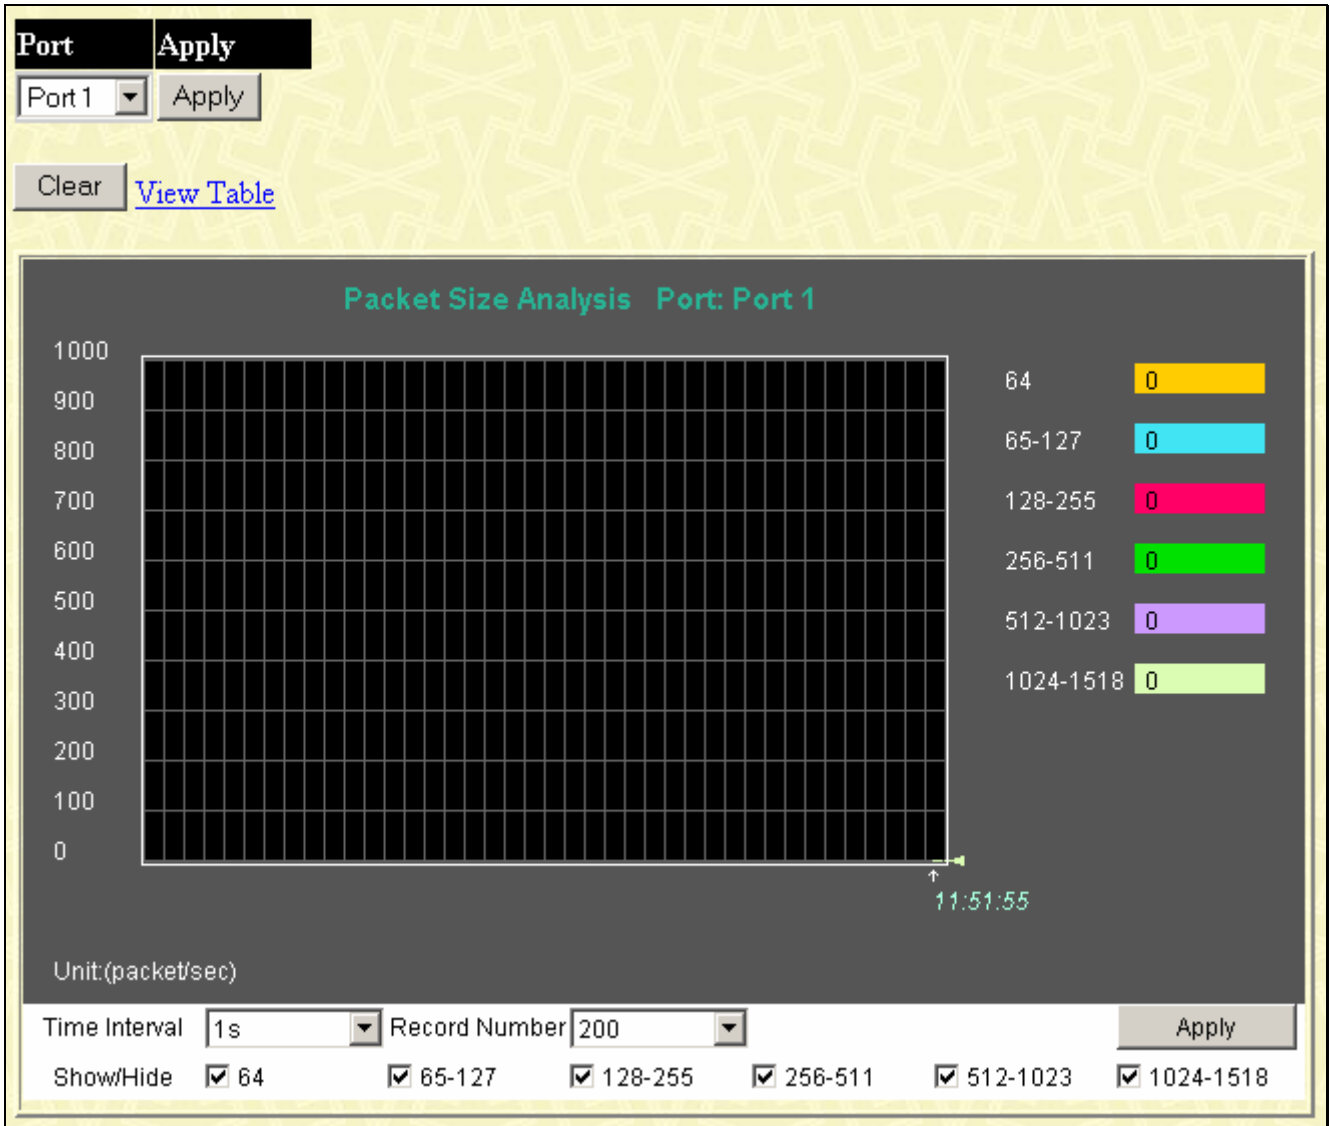 Port Apply
Port 1 Apply
Clear View Table
Packet Size Analysis Port: Port 1
1000
900
800
700
600
500
400
300
200
100
0
64 0
65-127 0
128-255 0
256-511 0
512-1023 0
1024-1518 0
11:51:55
Unit:(packet/sec)
Time Interval 1s Record Number 200 Apply
Show/Hide 64 65-127 128-255 256-511 512-1023 1024-1518